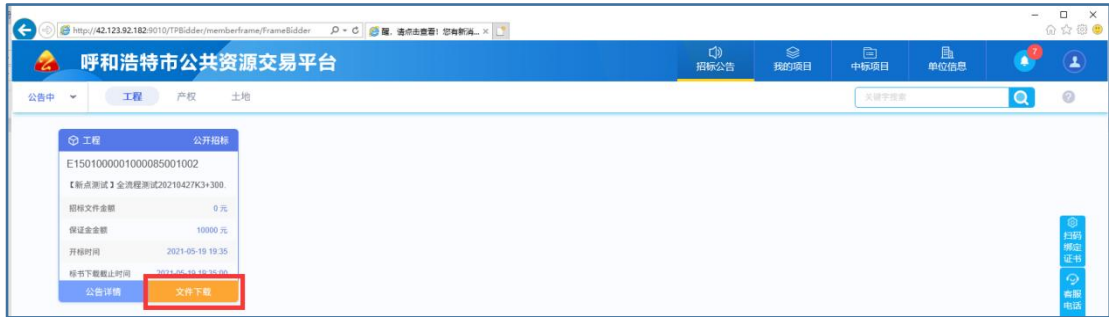 http://42.123.92.182:9010/TPBidder/memberframe/FrameBidder
醒，请点击查看！您有新消...
呼和浩特市公共资源交易平台
招标公告
我的项目
中标项目
单位信息
7
公告中
工程
产权
土地
关键字搜索
工程
公开招标
E1501000001000085001002
【新点测试】全流程测试20210427K3+300.
招标文件金额
0 元
保证金金额
10000 元
开标时间
2021-05-19 19:35
标书下载截止时间
2021-05-19 19:35:00
公告详情
文件下载
扫码
绑定
证书
客服
电话